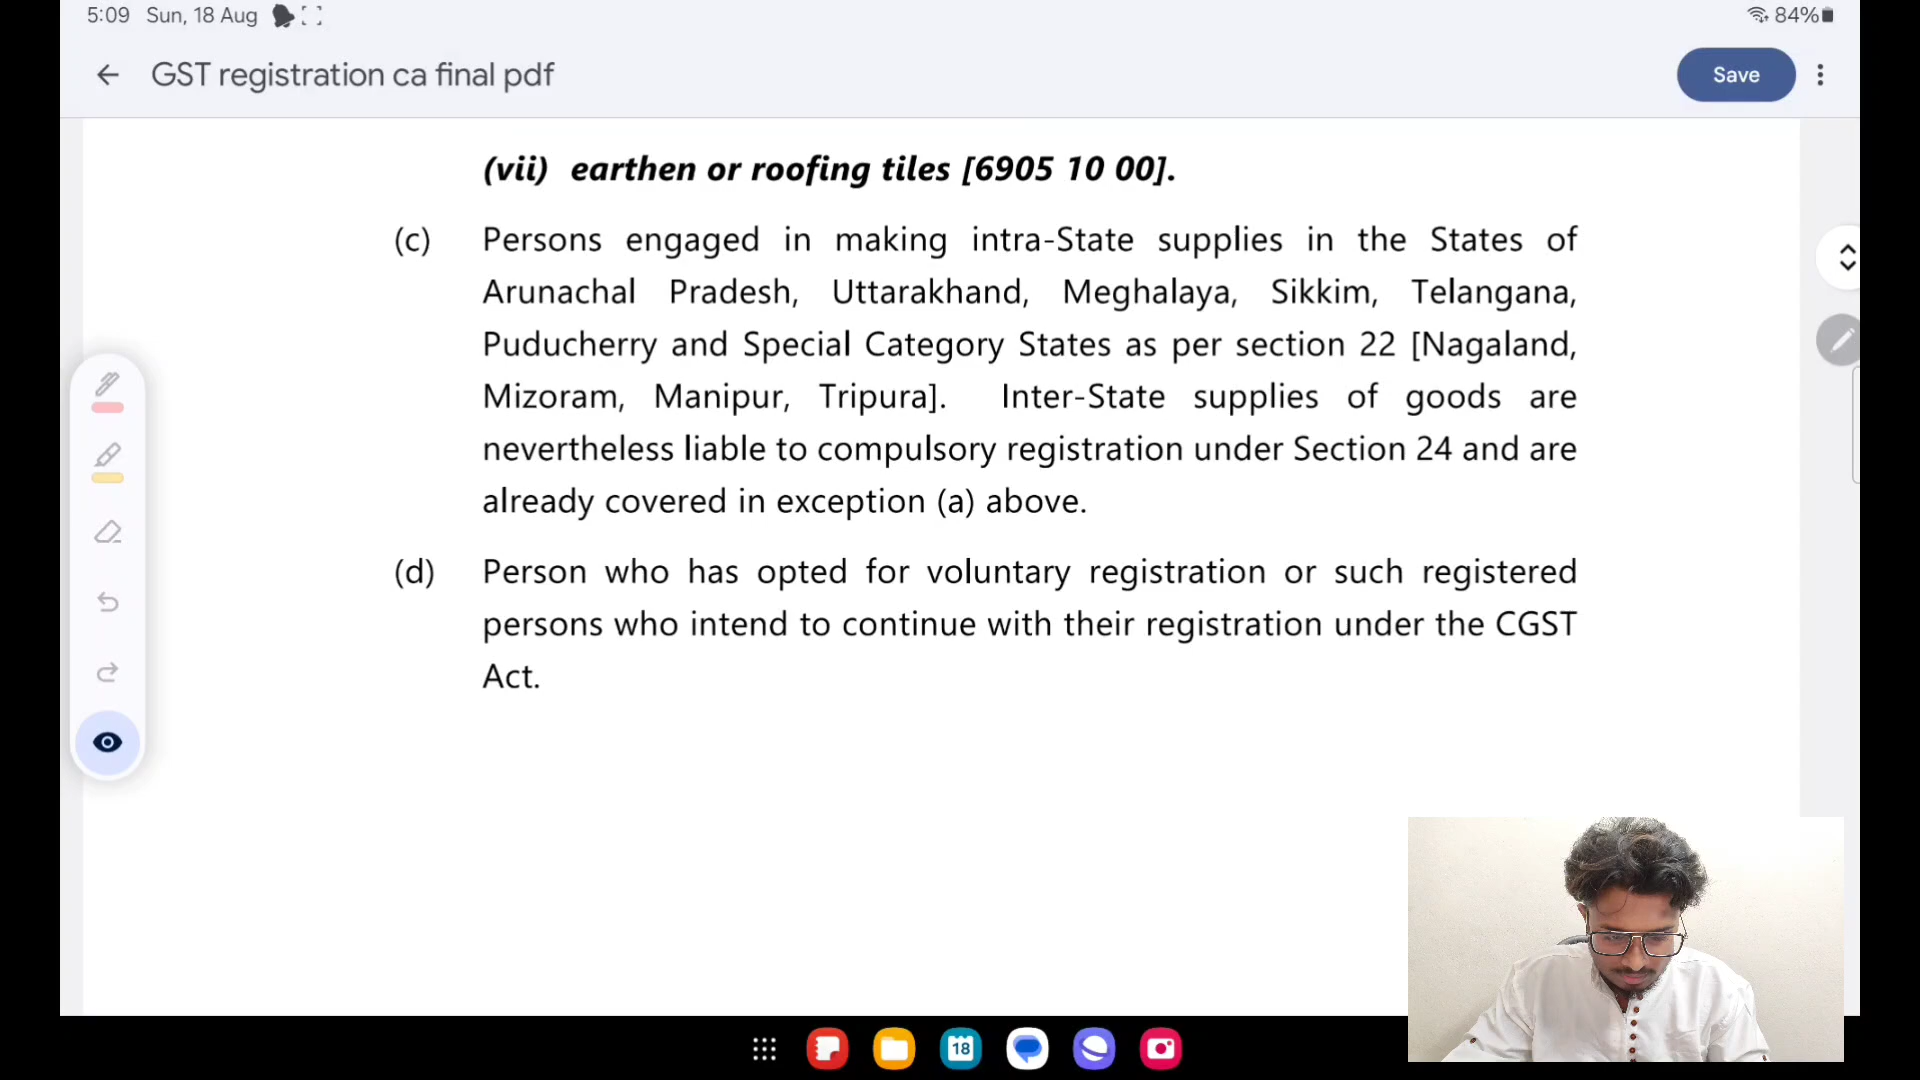 5:09 Sun, 18 Aug
84%
GST registration ca final pdf
Save
(vii) earthen or roofing tiles [6905 10 00].
(c) Persons engaged in making intra-State supplies in the States of
Arunachal Pradesh, Uttarakhand, Meghalaya, Sikkim, Telangana,
Puducherry and Special Category States as per section 22 [Nagaland,
Mizoram, Manipur, Tripura]. Inter-State supplies of goods are
nevertheless liable to compulsory registration under Section 24 and are
already covered in exception (a) above.
(d) Person who has opted for voluntary registration or such registered
persons who intend to continue with their registration under the CGST
Act.
18